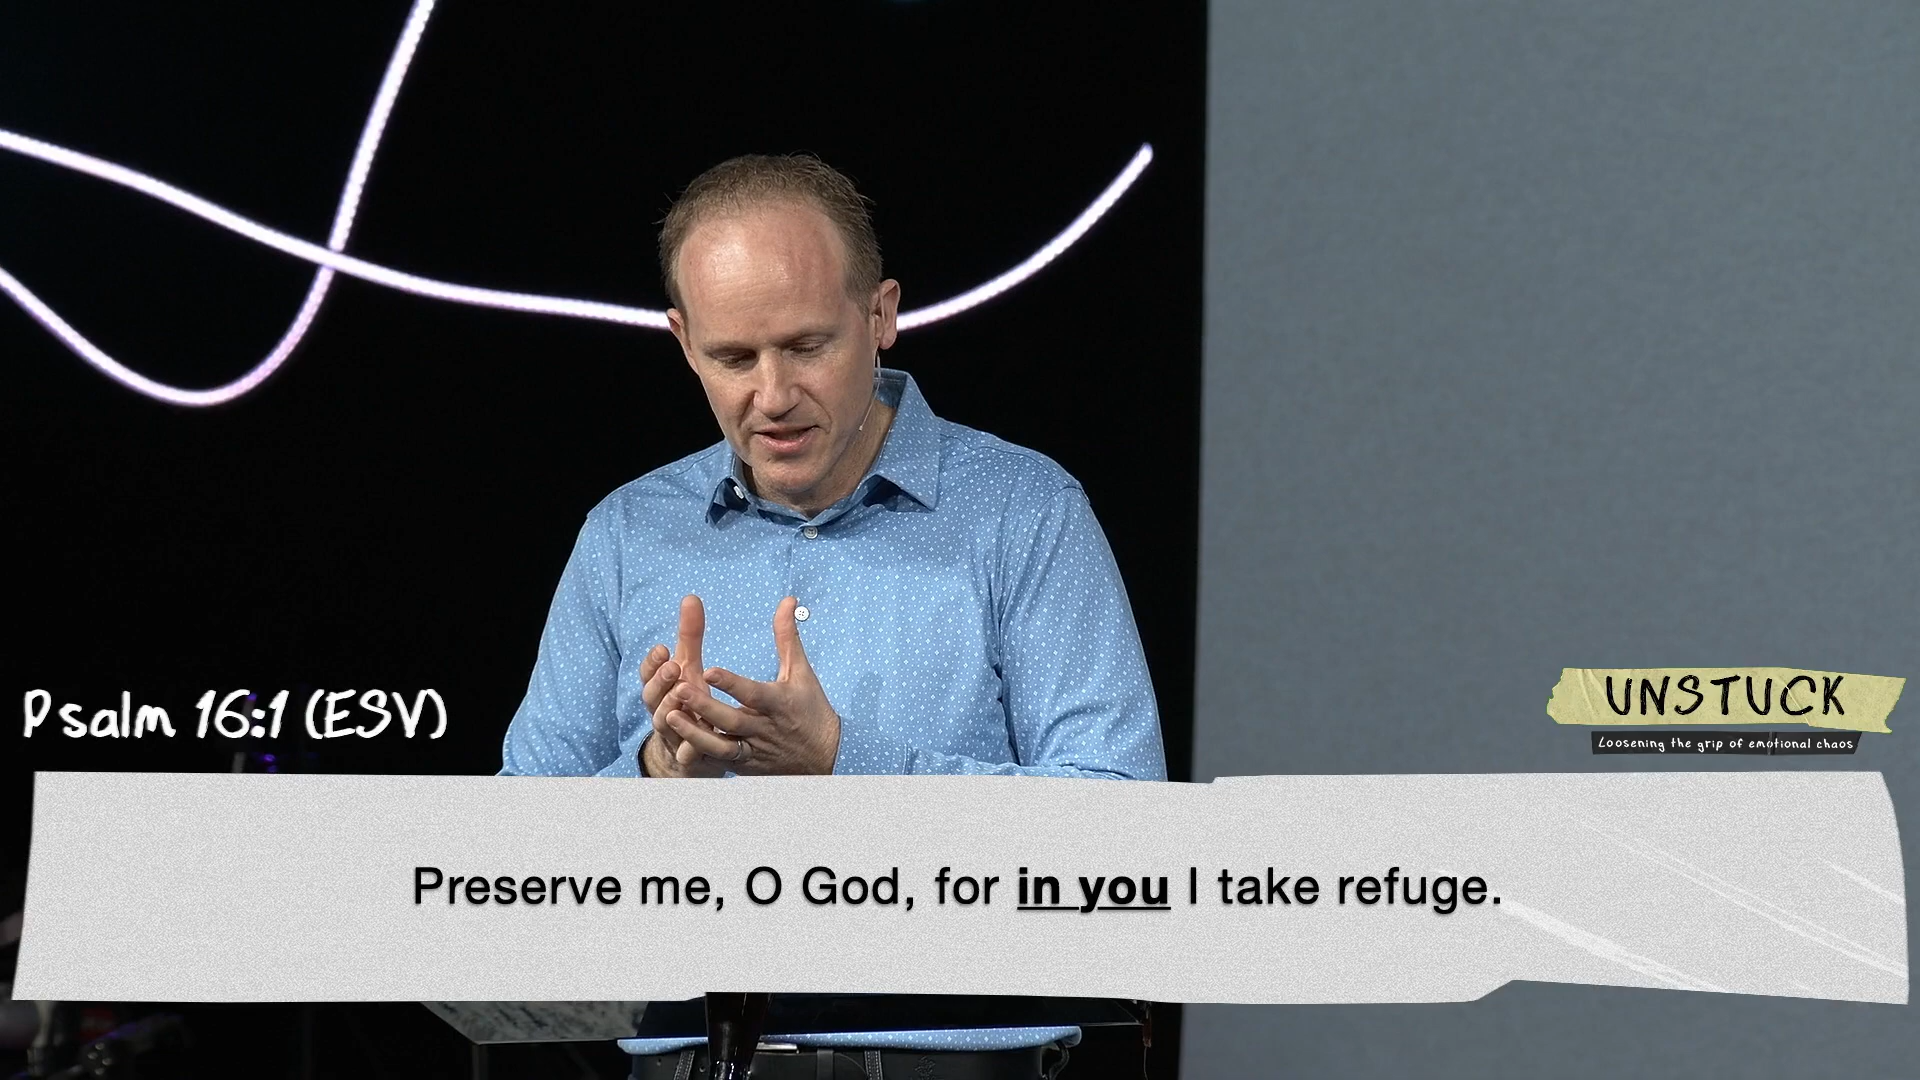 Psalm 16:1 (ESV)
UNSTUCK
Loosening the grip of emotional chaos
Preserve me, O God, for in you I take refuge.